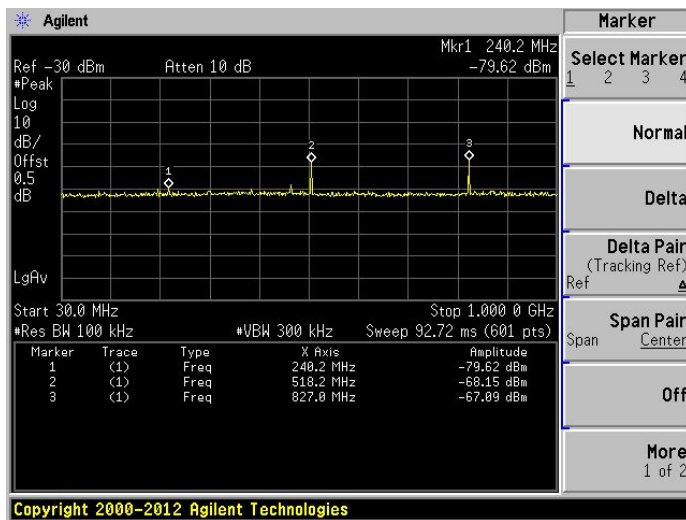 Agilent
Marker
Mkr1 240.2 MHz
Ref -30 dBm Atten 10 dB -79.62 dBm
#Peak
Log
10
dB/
Offst
0.5
dB
1
2
3
LgAv
Start 30.0 MHz Stop 1.000 0 GHz
#Res BW 100 kHz #VBW 300 kHz Sweep 92.72 ms (601 pts)
Marker Trace Type X Axis Amplitude
1 (1) Freq 240.2 MHz -79.62 dBm
2 (1) Freq 518.2 MHz -68.15 dBm
3 (1) Freq 827.0 MHz -67.09 dBm
Select Marker
1 2 3 4
Normal
Delta
Delta Pair
(Tracking Ref)
Ref Δ
Span Pair
Span Center
Off
More
1 of 2
Copyright 2000-2012 Agilent Technologies